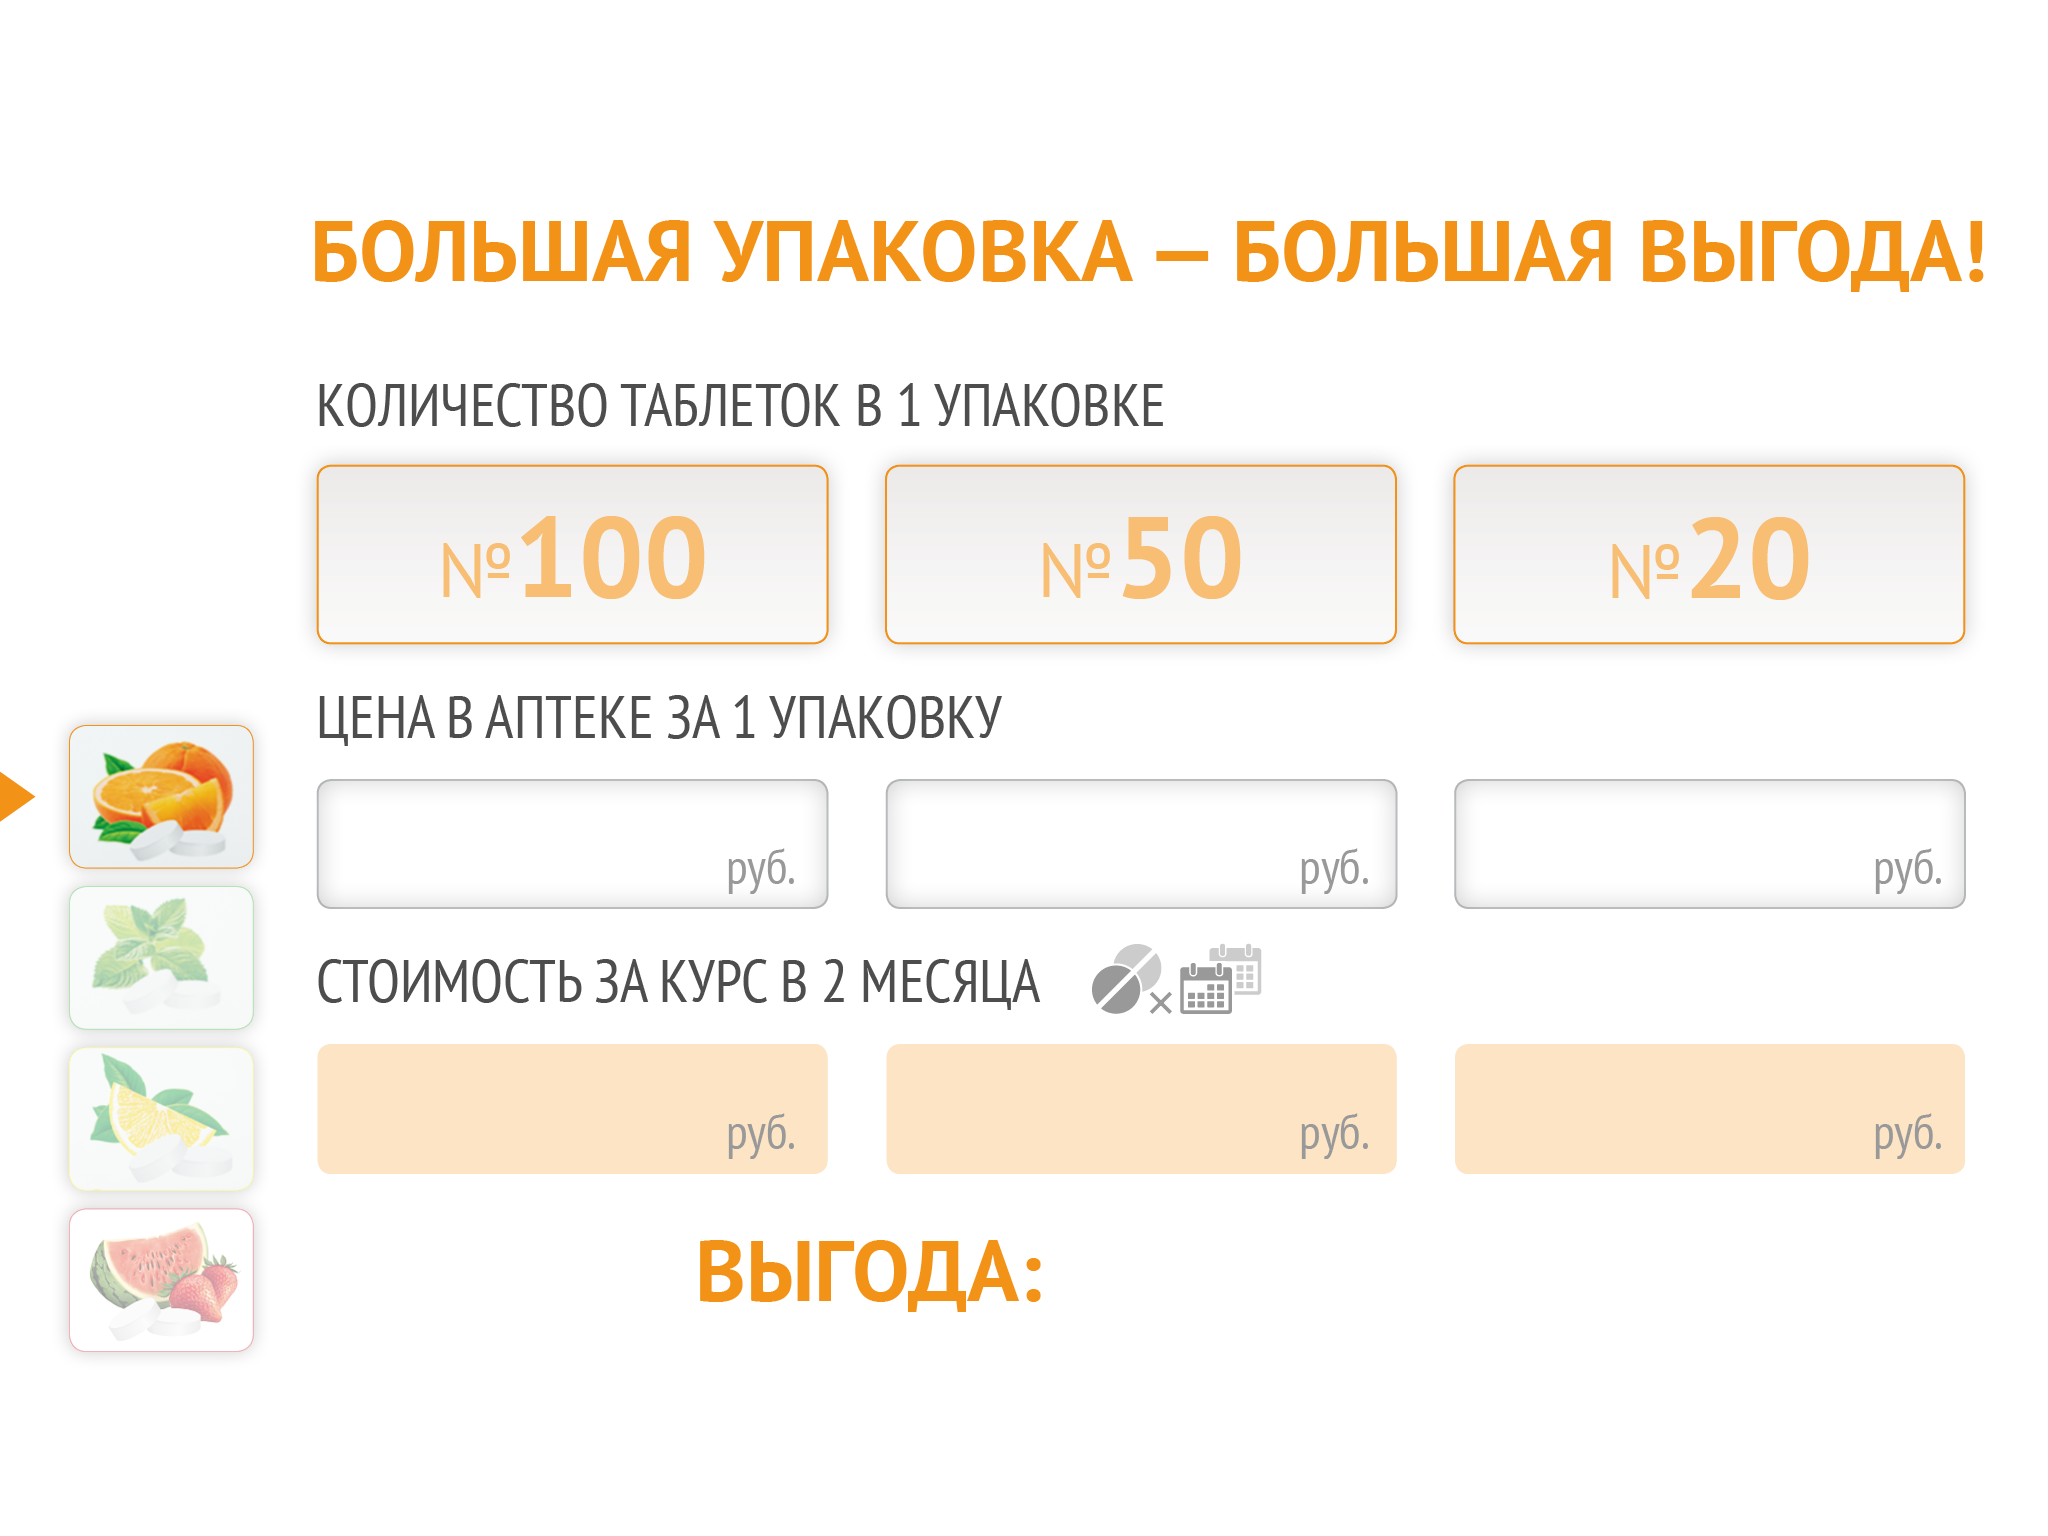 БОЛЬШАЯ УПАКОВКА — БОЛЬШАЯ ВЫГОДА!
КОЛИЧЕСТВО ТАБЛЕТОК В 1 УПАКОВКЕ
№100 №50 №20
ЦЕНА В АПТЕКЕ ЗА 1 УПАКОВКУ
руб. руб. руб.
СТОИМОСТЬ ЗА КУРС В 2 МЕСЯЦА
руб. руб. руб.
ВЫГОДА: